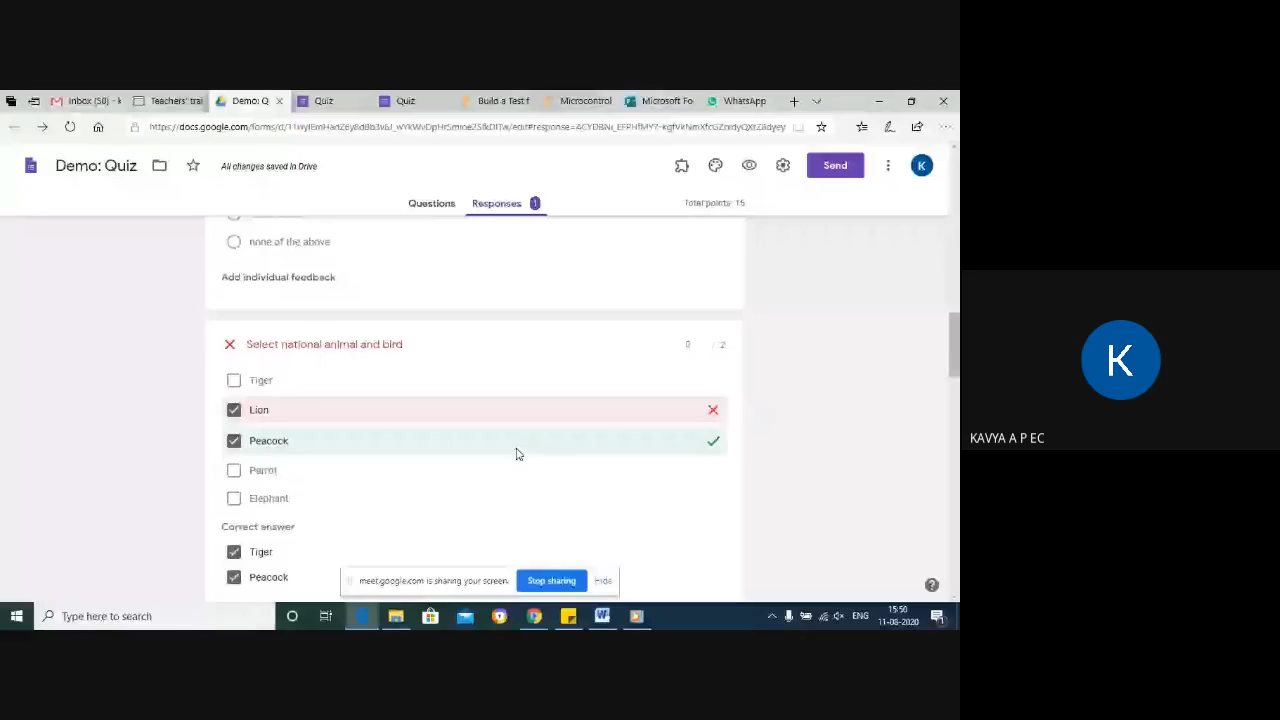 Inbox (50) - k
Teachers' trai
Demo: Q
Quiz
Quiz
Build a Test f
Microcontrol
Microsoft Fo
WhatsApp
Demo: Quiz
All changes saved in Drive
Send
K
Questions
Responses
1
Total points: 15
none of the above
Add individual feedback
Select national animal and bird
0 / 2
Tiger
Lion
Peacock
Parrot
Elephant
Correct answer
Tiger
Peacock
meet.google.com is sharing your screen.
Stop sharing
Hide
Type here to search
ENG
15:50
11-08-2020
K
KAVYA A P EC